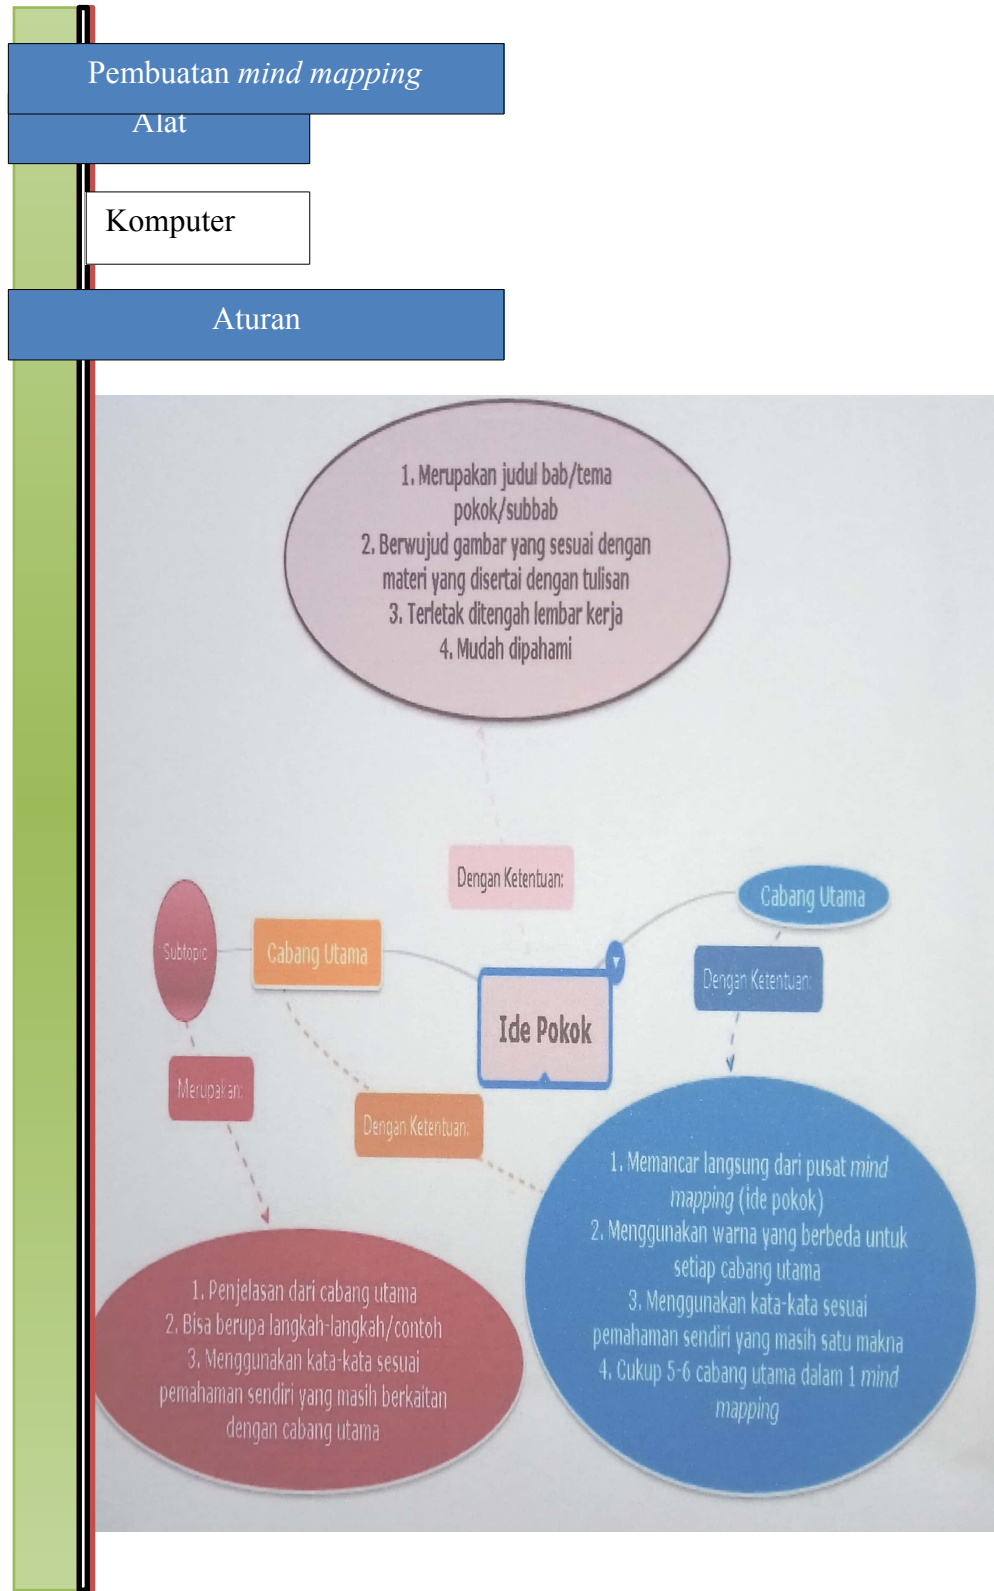 Pembuatan mind mapping
Alat
Komputer
Aturan
1. Merupakan judul bab/tema
pokok/subbab
2. Berwujud gambar yang sesuai dengan
materi yang disertai dengan tulisan
3. Terletak ditengah lembar kerja
4. Mudah dipahami
Dengan Ketentuan:
Cabang Utama
Subtopic
Cabang Utama
Dengan Ketentuan:
Ide Pokok
Merupakan:
Dengan Ketentuan:
1. Memancar langsung dari pusat mind
mapping (ide pokok)
2. Menggunakan warna yang berbeda untuk
setiap cabang utama
3. Menggunakan kata-kata sesuai
pemahaman sendiri yang masih satu makna
4. Cukup 5-6 cabang utama dalam 1 mind
mapping
1. Penjelasan dari cabang utama
2. Bisa berupa langkah-langkah/contoh
3. Menggunakan kata-kata sesuai
pemahaman sendiri yang masih berkaitan
dengan cabang utama